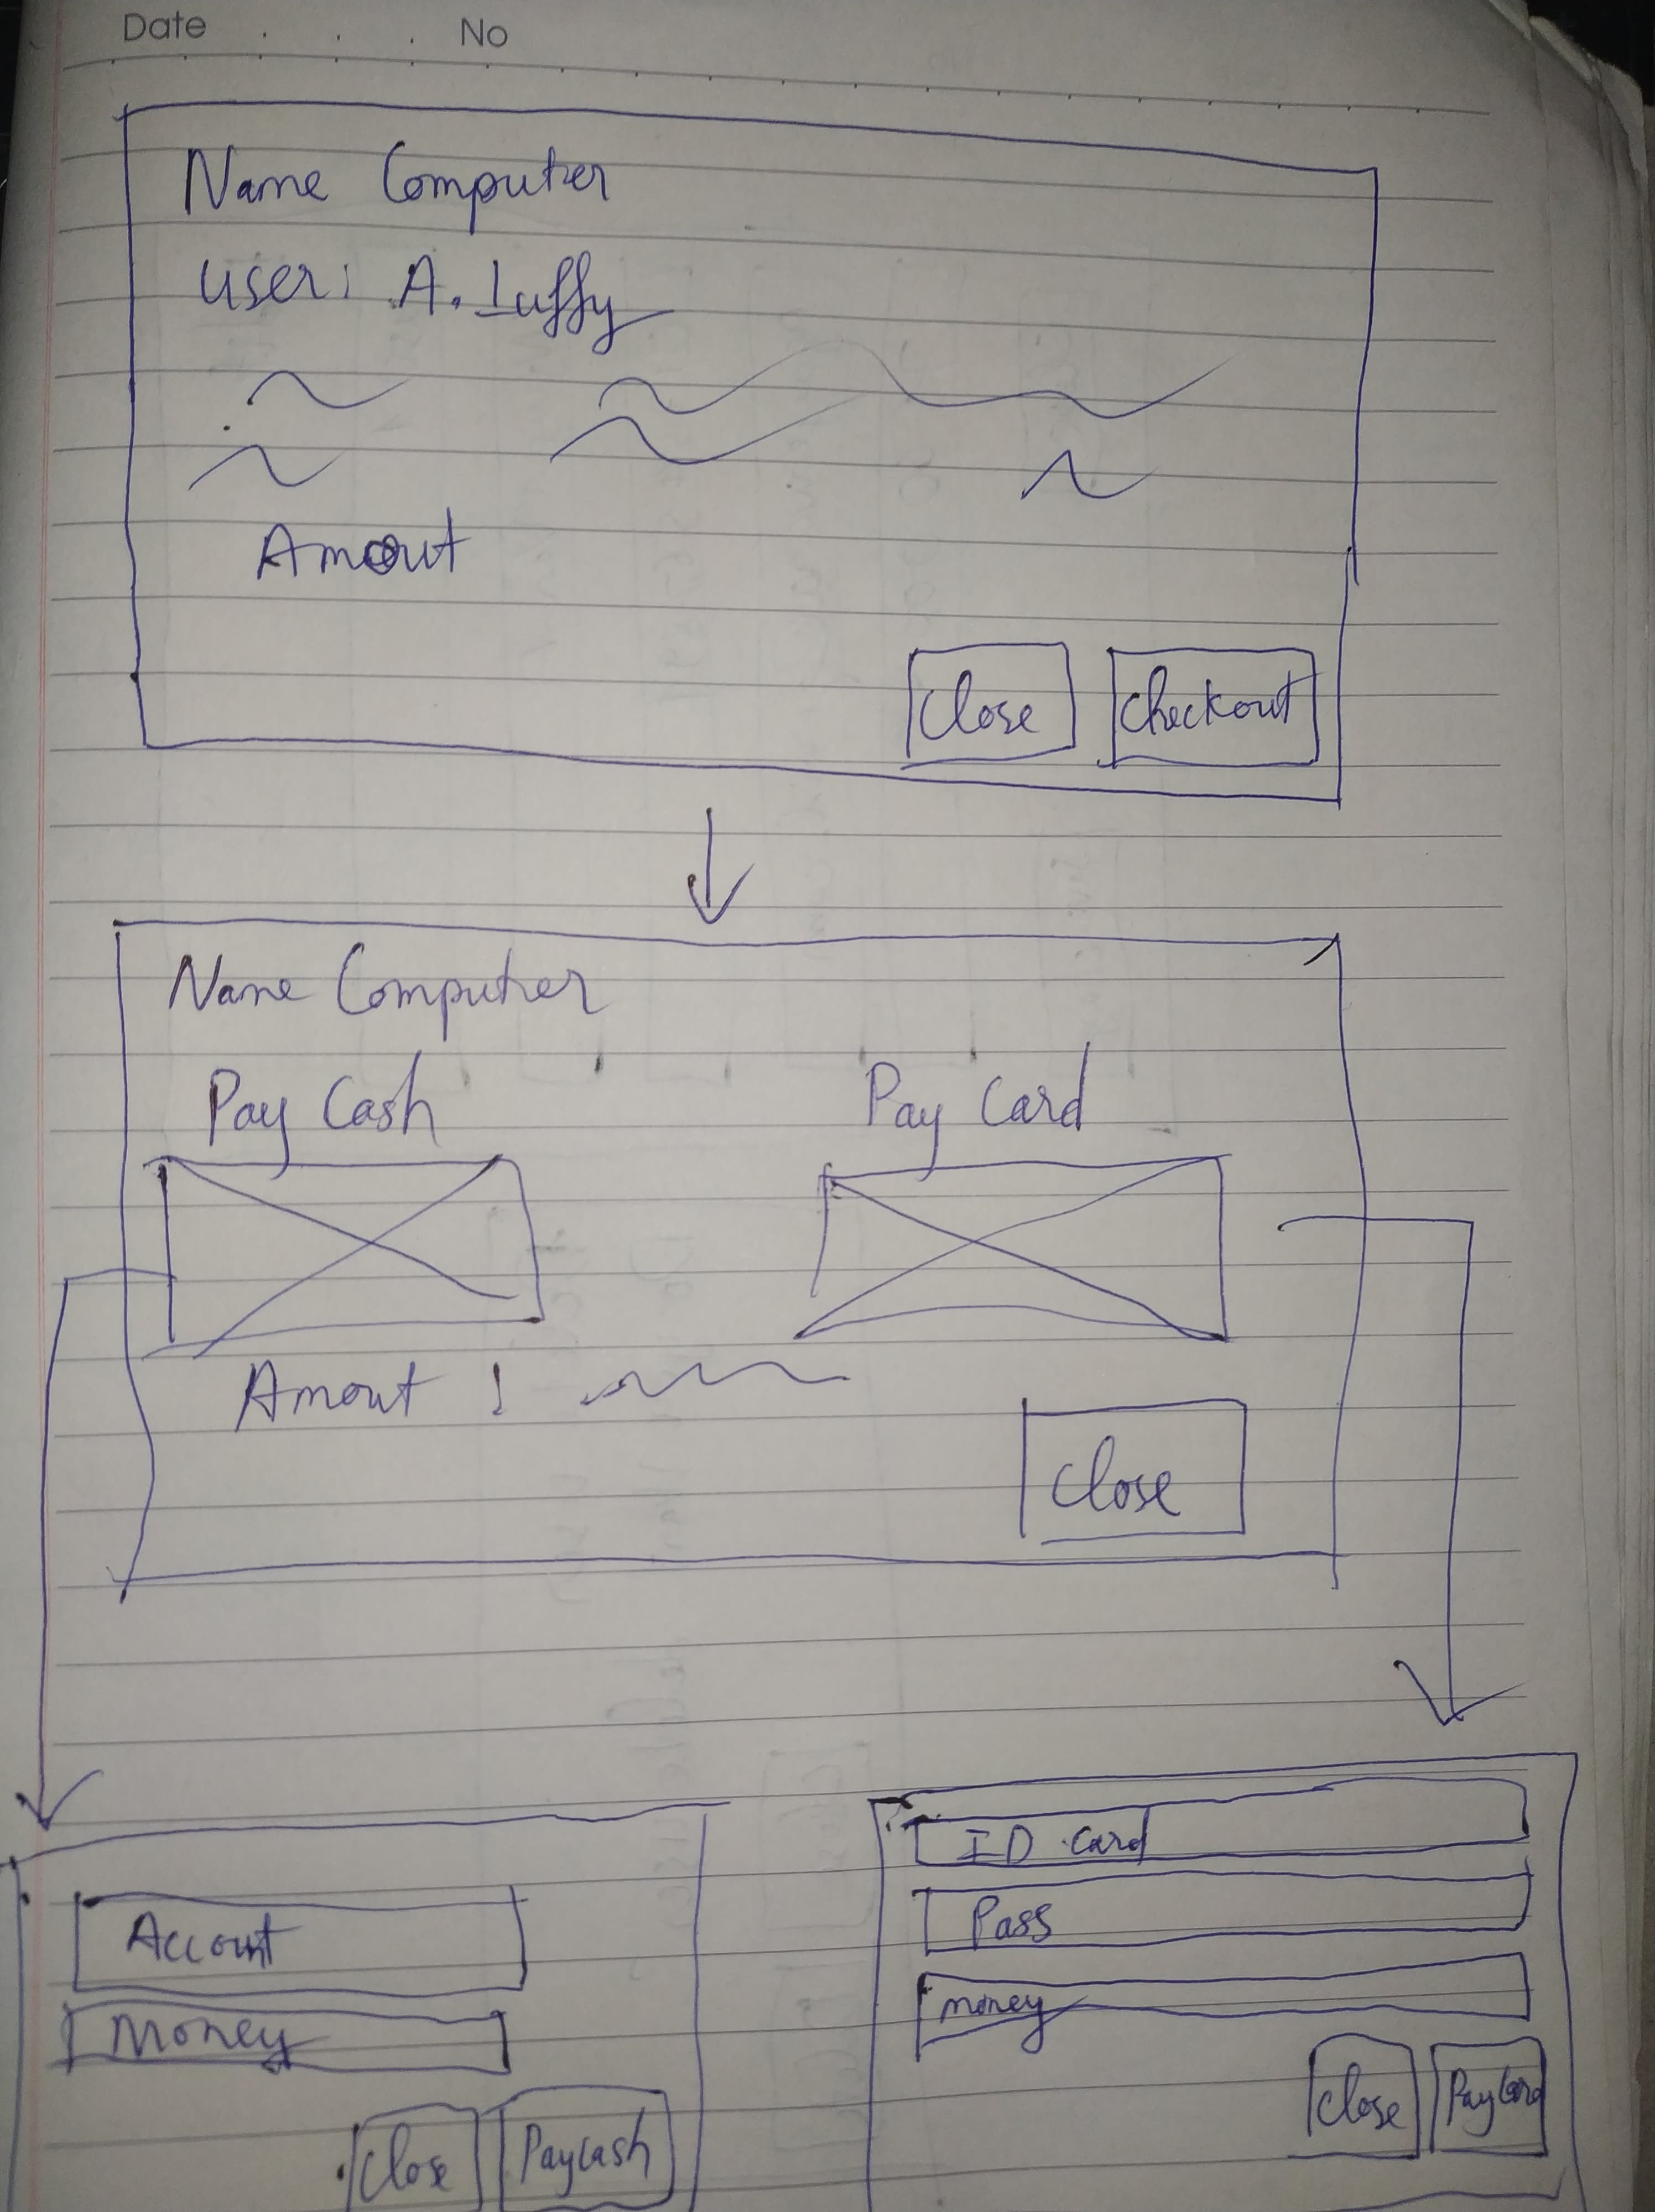 Date No
Name Computer
User: A. Luffy
Amout
Close Checkout
Name Computer
Pay Cash Pay Card
Amout :
Close
Account
Money
Close Paycash
ID card
Pass
money
Close Paycard